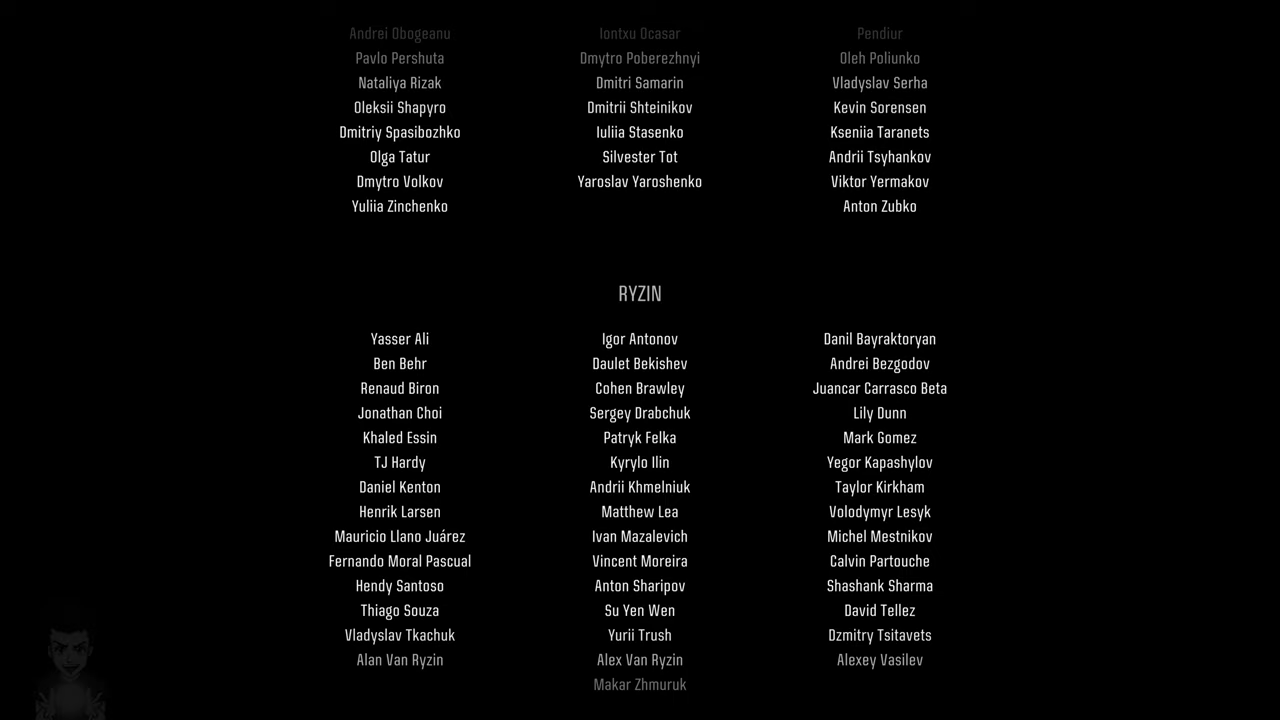 Andrei Obogeanu Iontxu Ocasar Pendiur
Pavlo Pershuta Dmytro Poberezhnyi Oleh Poliunko
Nataliya Rizak Dmitri Samarin Vladyslav Serha
Oleksii Shapyro Dmitrii Shteinikov Kevin Sorensen
Dmitriy Spasibozhko Iuliia Stasenko Kseniia Taranets
Olga Tatur Silvester Tot Andrii Tsyhankov
Dmytro Volkov Yaroslav Yaroshenko Viktor Yermakov
Yuliia Zinchenko Anton Zubko
RYZIN
Yasser Ali Igor Antonov Danil Bayraktoryan
Ben Behr Daulet Bekishev Andrei Bezgodov
Renaud Biron Cohen Brawley Juancar Carrasco Beta
Jonathan Choi Sergey Drabchuk Lily Dunn
Khaled Essin Patryk Felka Mark Gomez
TJ Hardy Kyrylo Ilin Yegor Kapashylov
Daniel Kenton Andrii Khmelniuk Taylor Kirkham
Henrik Larsen Matthew Lea Volodymyr Lesyk
Mauricio Llano Juárez Ivan Mazalevich Michel Mestnikov
Fernando Moral Pascual Vincent Moreira Calvin Partouche
Hendy Santoso Anton Sharipov Shashank Sharma
Thiago Souza Su Yen Wen David Tellez
Vladyslav Tkachuk Yurii Trush Dzmitry Tsitavets
Alan Van Ryzin Alex Van Ryzin Alexey Vasilev
Makar Zhmuruk